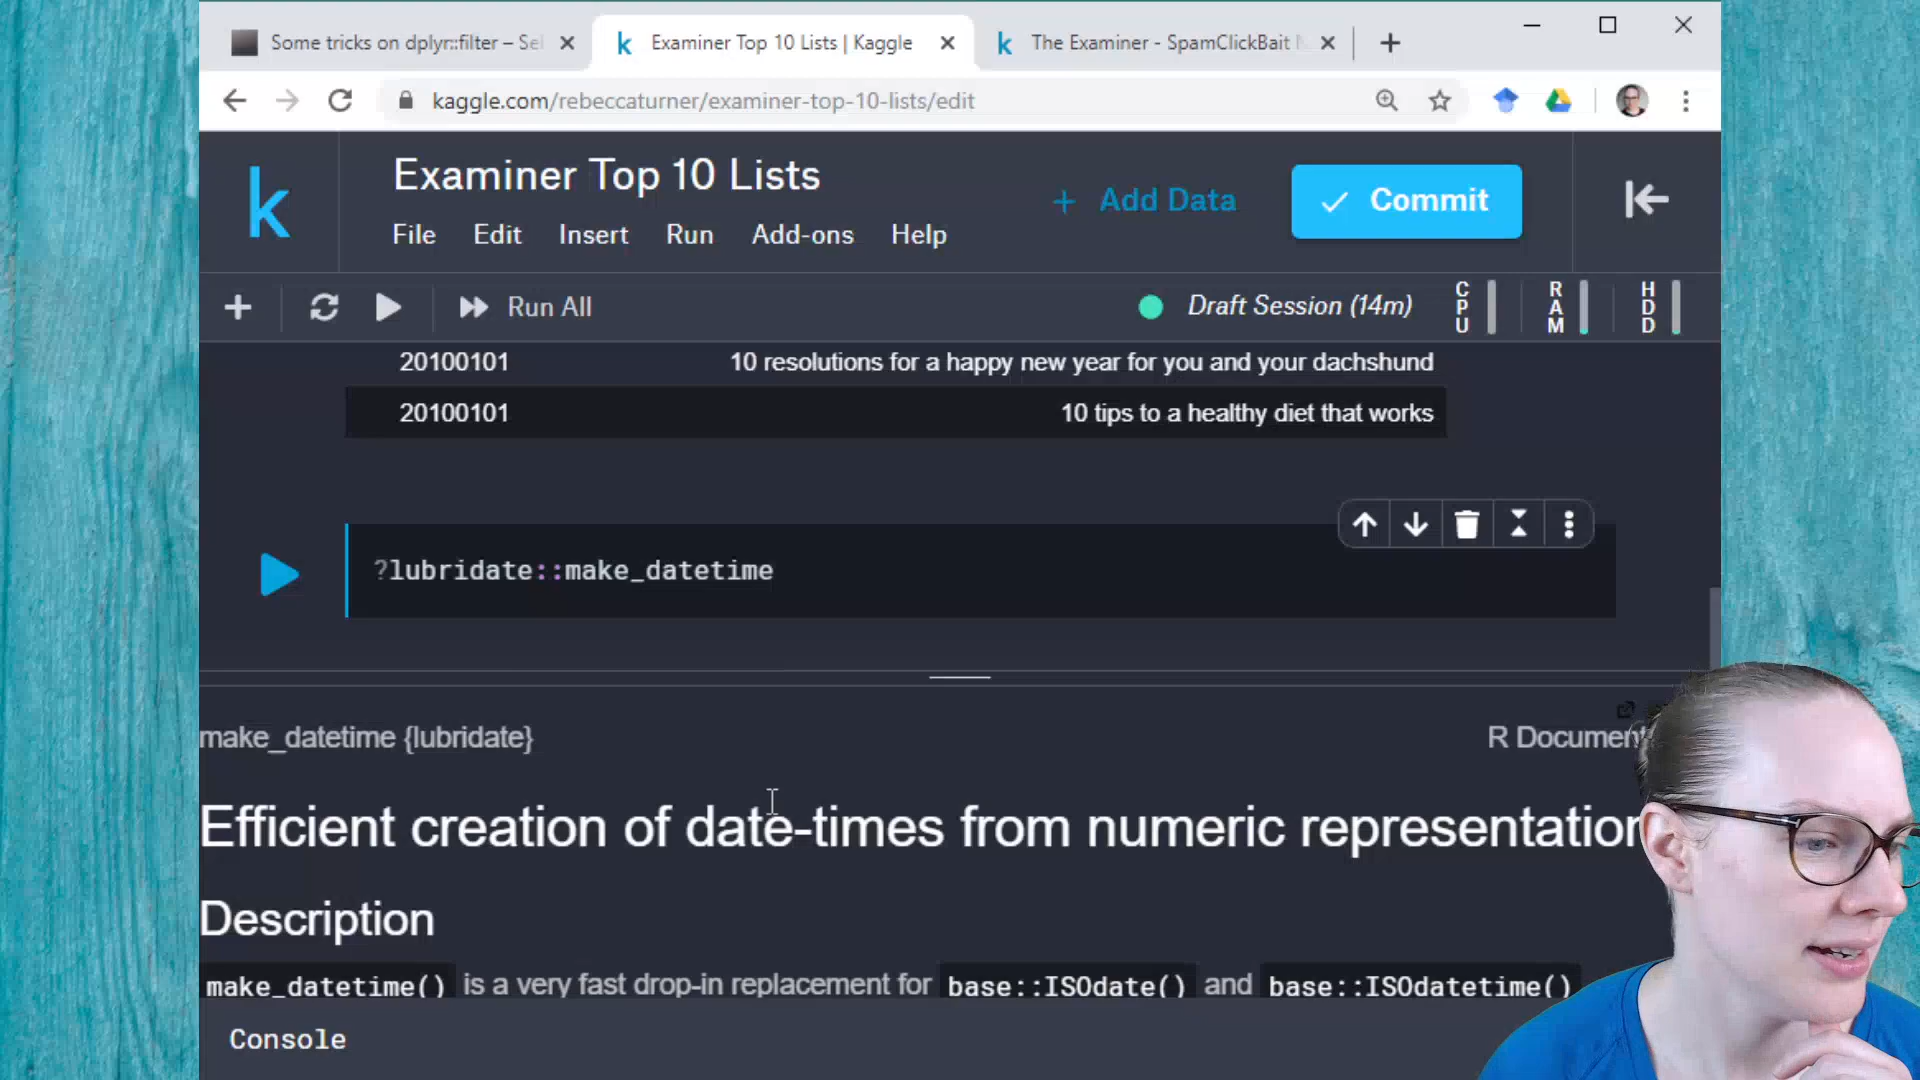 Some tricks on dplyr::filter – Sel
Examiner Top 10 Lists | Kaggle
The Examiner - SpamClickBait
kaggle.com/rebeccaturner/examiner-top-10-lists/edit
k
Examiner Top 10 Lists
+ Add Data
Commit
File Edit Insert Run Add-ons Help
Run All
Draft Session (14m)
CPU
RAM
HDD
20100101 10 resolutions for a happy new year for you and your dachshund
20100101 10 tips to a healthy diet that works
?lubridate::make_datetime
make_datetime {lubridate}
R Document
Efficient creation of date-times from numeric representation
Description
make_datetime() is a very fast drop-in replacement for base::ISOdate() and base::ISOdatetime()
Console